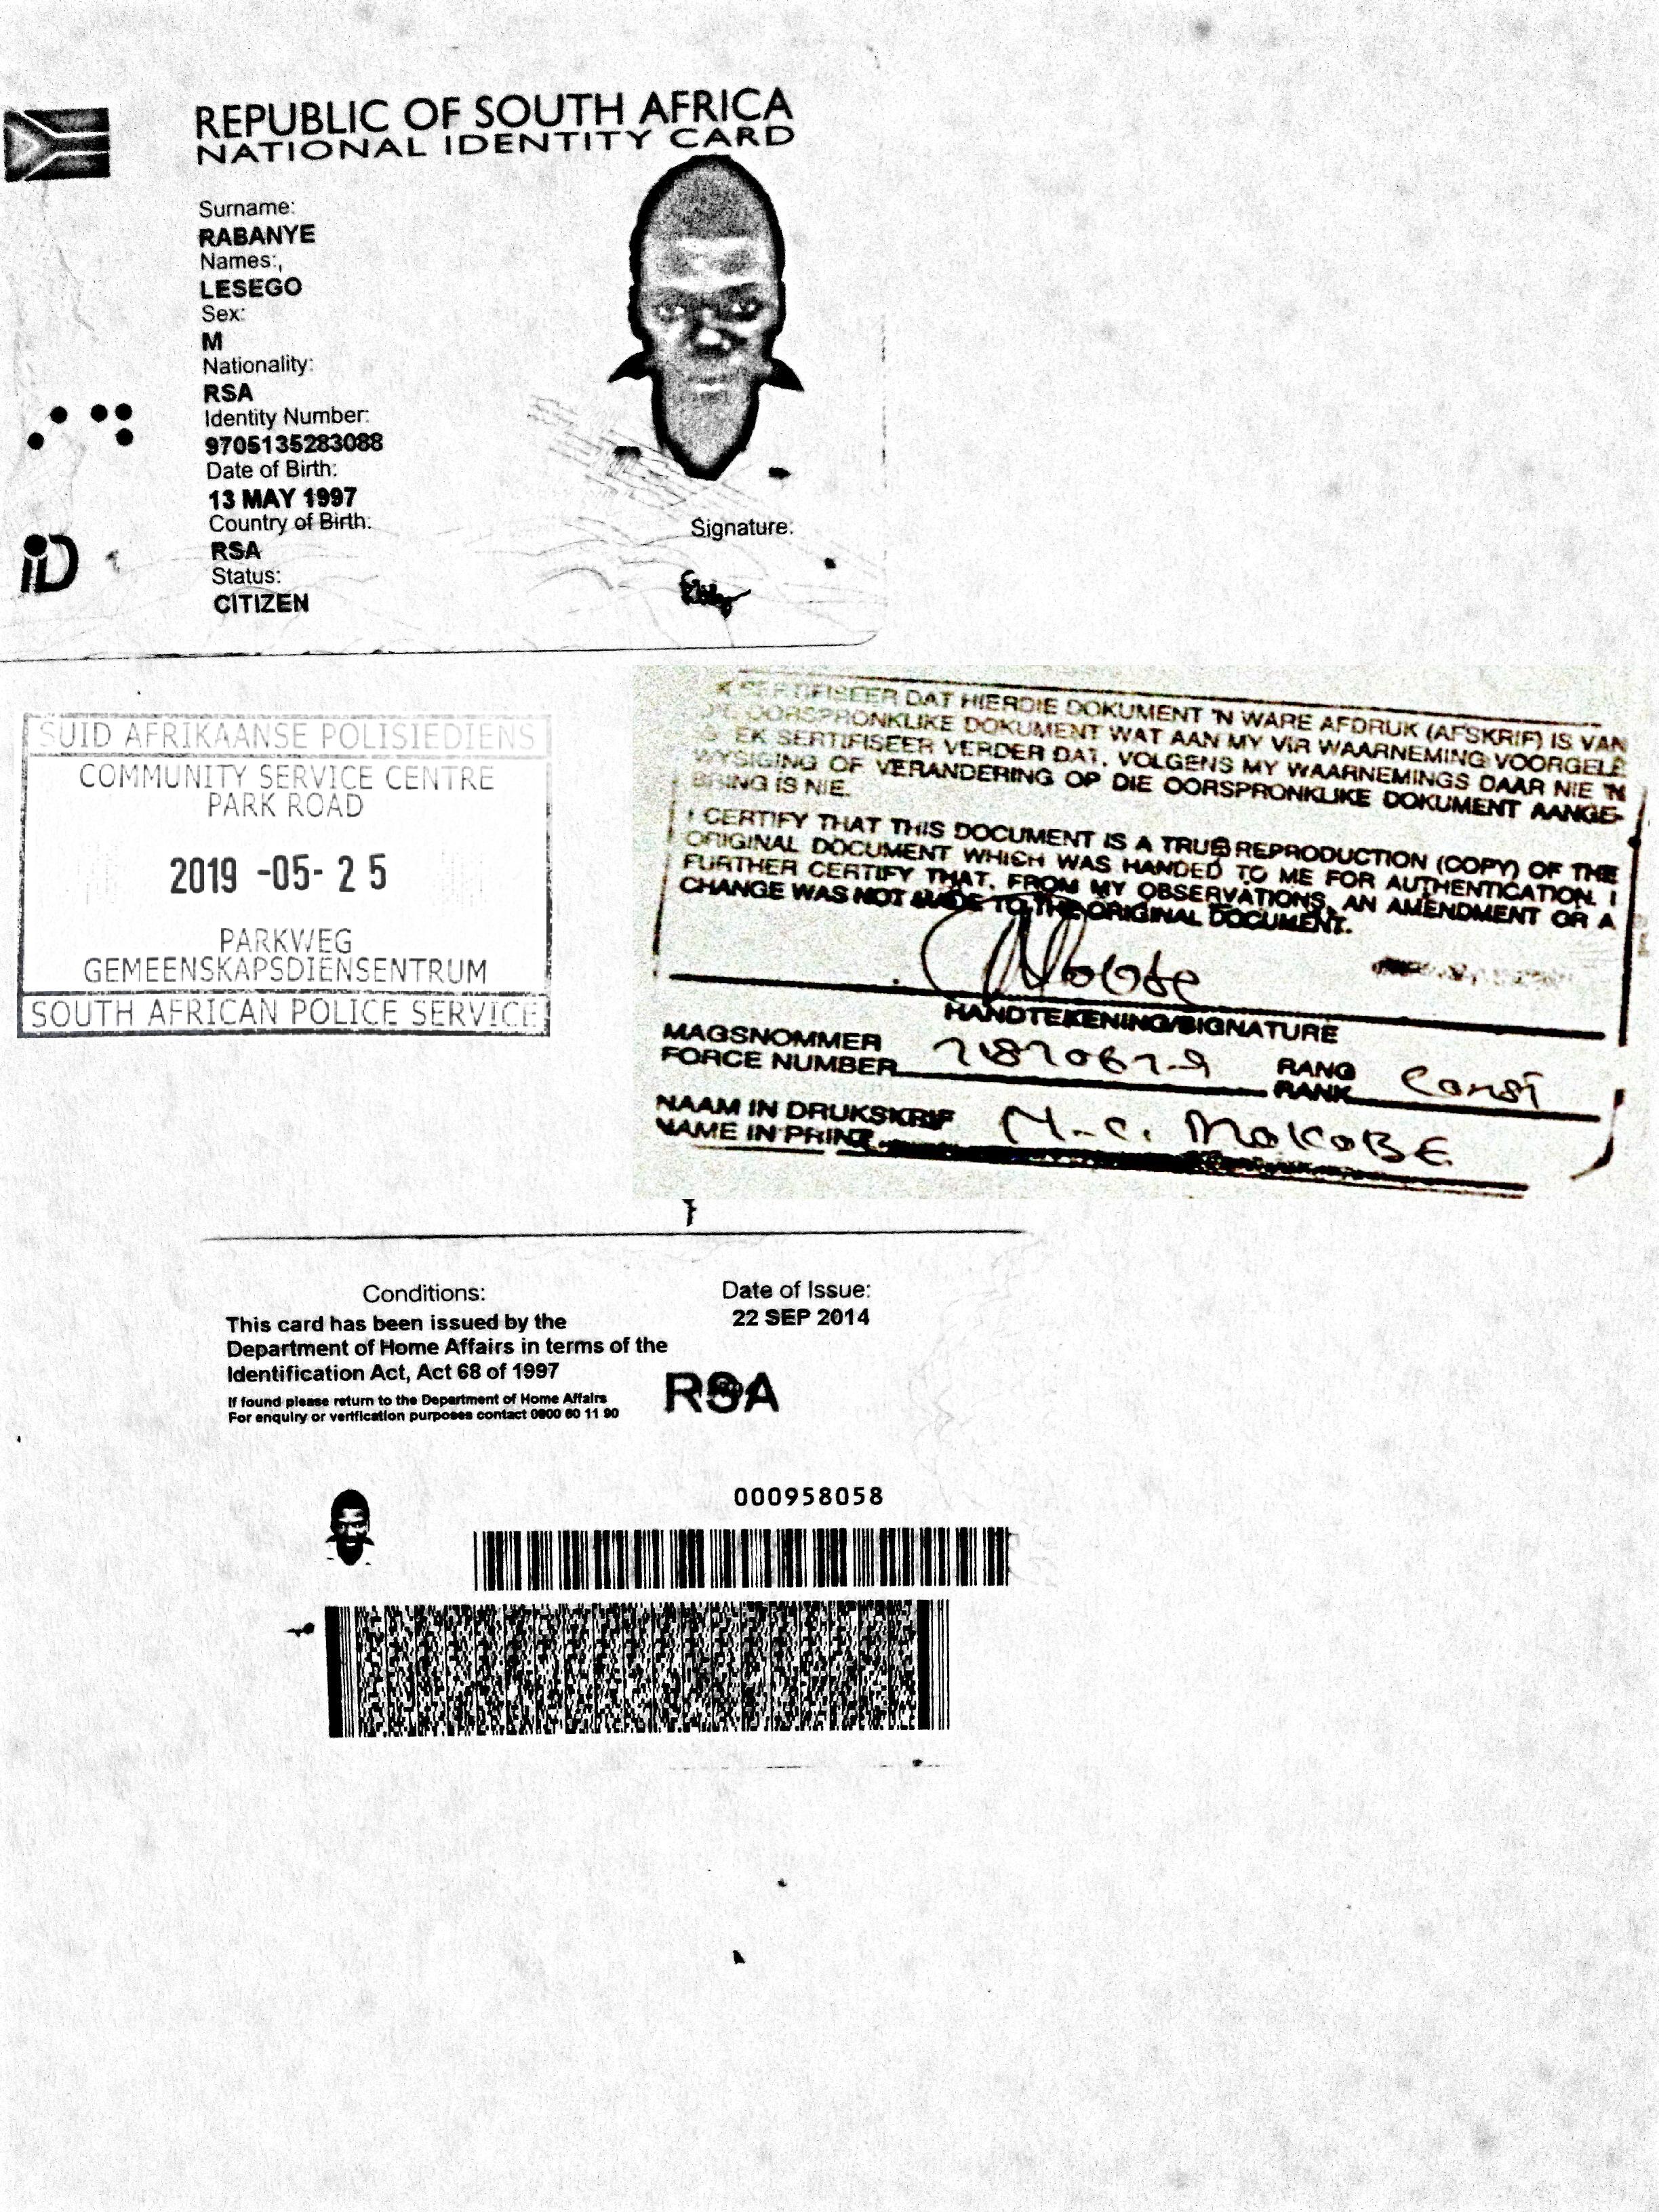 REPUBLIC OF SOUTH AFRICA
NATIONAL IDENTITY CARD
Surname:
RABANYE
Names:,
LESEGO
Sex:
M
Nationality:
RSA
Identity Number:
9705135283088
Date of Birth:
13 MAY 1997
Country of Birth:
RSA
Status:
CITIZEN
Signature:
iD
SUID AFRIKAANSE POLISIEDIENS
COMMUNITY SERVICE CENTRE
PARK ROAD
2019 -05- 25
PARKWEG
GEMEENSKAPSDIENSENTRUM
SOUTH AFRICAN POLICE SERVICE
SERTIFISEER DAT HIERDIE DOKUMENT 'N WARE AFDRUK (AFSKRIF) IS VAN
DIE OORSPRONKLIKE DOKUMENT WAT AAN MY VIR WAARNEMING VOORGELÊ
IS EK SERTIFISEER VERDER DAT, VOLGENS MY WAARNEMINGS DAAR NIE 'N
WYSIGING OF VERANDERING OP DIE OORSPRONKLIKE DOKUMENT AANGE-
BRING IS NIE.
I CERTIFY THAT THIS DOCUMENT IS A TRUE REPRODUCTION (COPY) OF THE
ORIGINAL DOCUMENT WHICH WAS HANDED TO ME FOR AUTHENTICATION. I
FURTHER CERTIFY THAT, FROM MY OBSERVATIONS, AN AMENDMENT OR A
CHANGE WAS NOT MADE TO THE ORIGINAL DOCUMENT.
HANDTEKENING/SIGNATURE
MAGSNOMMER
FORCE NUMBER
RANG
RANK Const
NAAM IN DRUKSKRIF
NAME IN PRINT M.C. MAKOBE
Conditions:
This card has been issued by the
Department of Home Affairs in terms of the
Identification Act, Act 68 of 1997
If found please return to the Department of Home Affairs
For enquiry or verification purposes contact 0800 60 11 90
Date of Issue:
22 SEP 2014
RSA
000958058